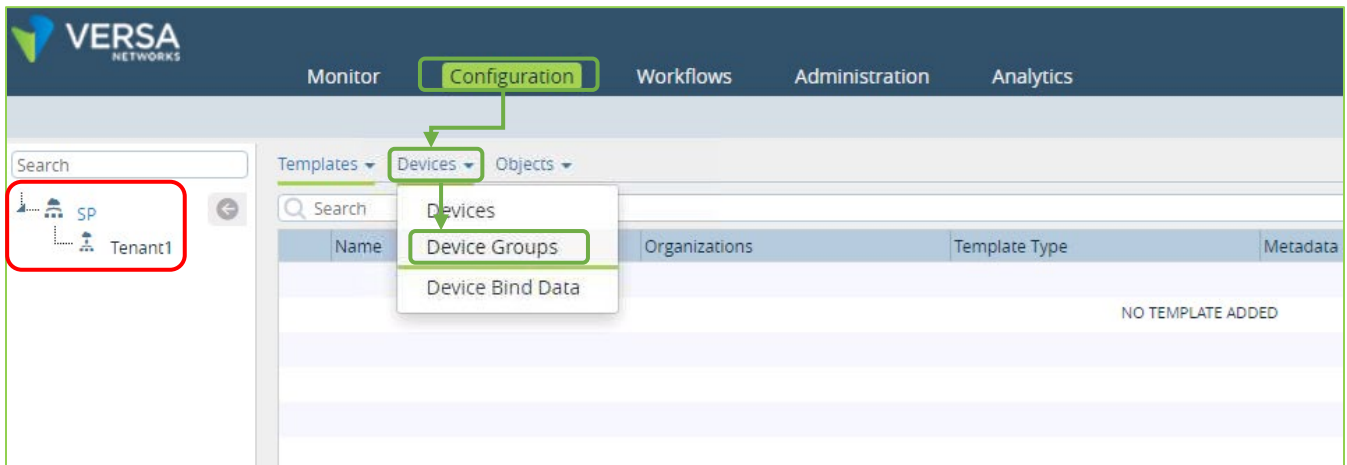 VERSA
NETWORKS
Monitor Configuration Workflows Administration Analytics
Search
Templates Devices Objects
SP
Tenant1
Search
Devices
Device Groups
Device Bind Data
Name Organizations Template Type Metadata
NO TEMPLATE ADDED